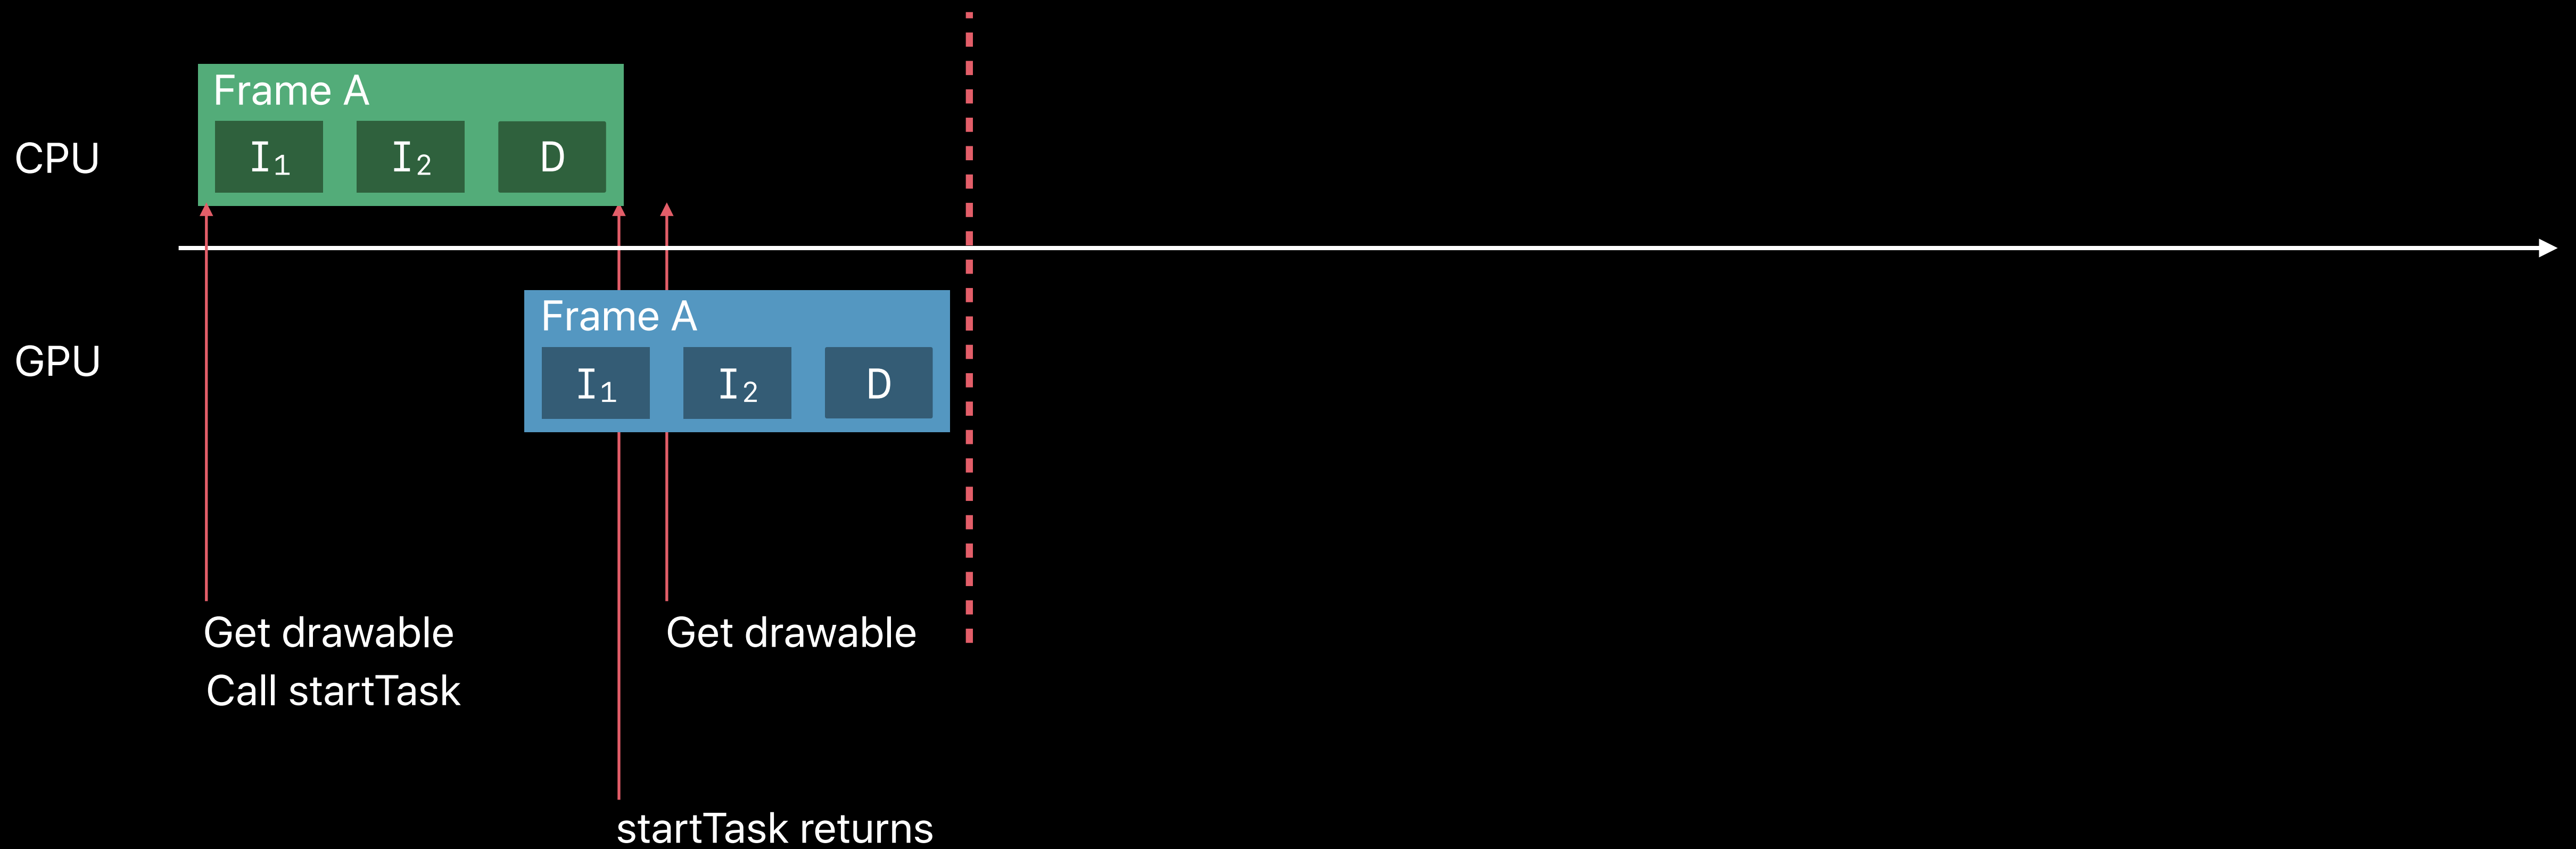 Frame A
CPU
I₁ I₂ D
Frame A
GPU
I₁ I₂ D
Get drawable
Call startTask
Get drawable
startTask returns